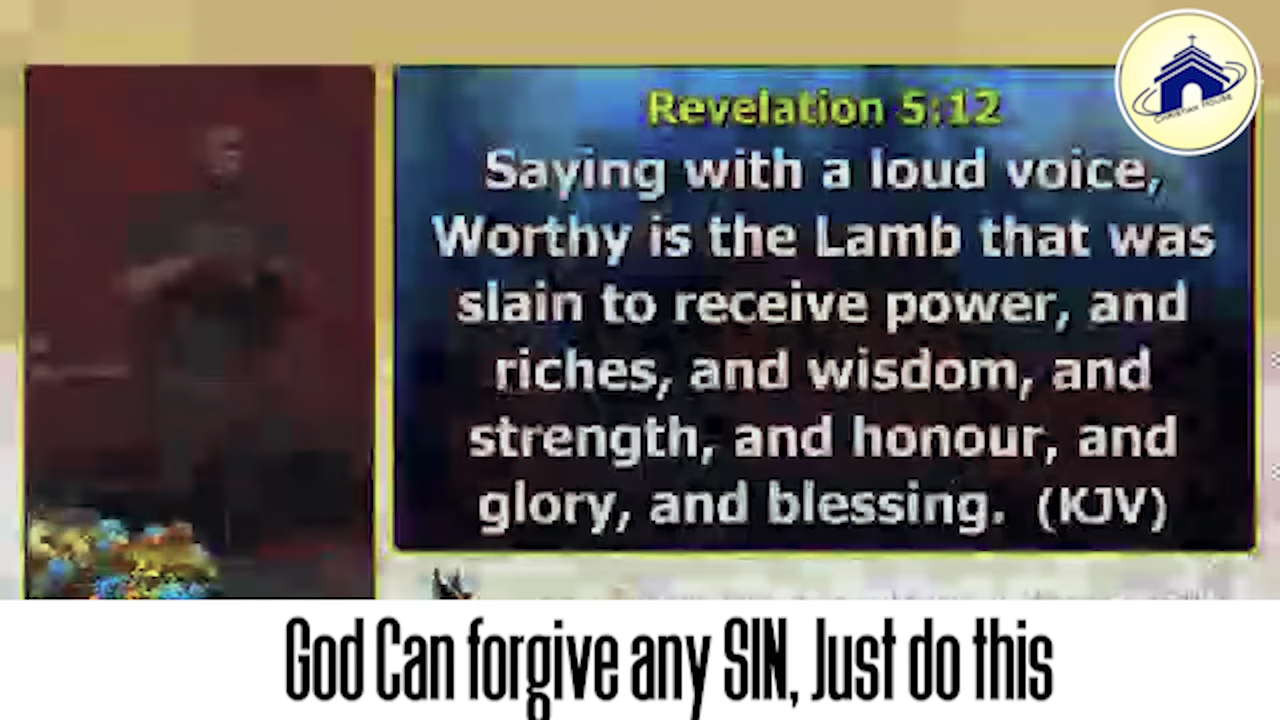 Revelation 5:12
Saying with a loud voice,
Worthy is the Lamb that was
slain to receive power, and
riches, and wisdom, and
strength, and honour, and
glory, and blessing. (KJV)
CHRISTIAN HOUSE
God Can forgive any SIN, Just do this